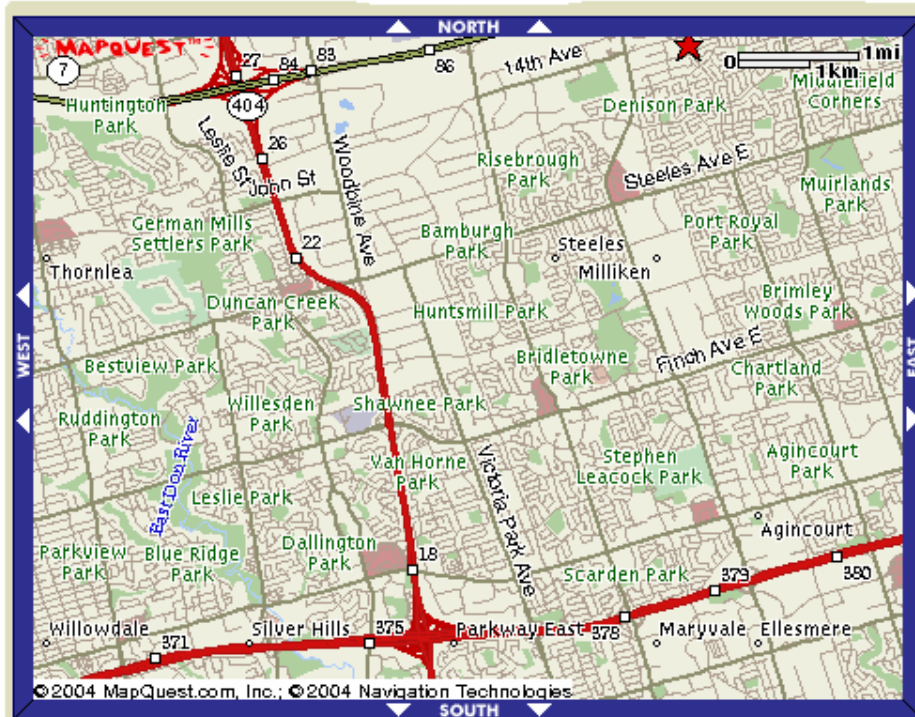 NORTH
MAPQUEST™
7
27
84
83
86
14th Ave
0
1mi
1km
Middlefield
Corners
Huntington
Park
404
Denison Park
Leslie St
26
John St
Woodbine Ave
Risebrough
Park
Steeles Ave E
Muirlands
Park
German Mills
Settlers Park
22
Bamburgh
Park
Port Royal
Park
Steeles
Milliken
Thornlea
Duncan Creek
Park
Huntsmill Park
Brimley
Woods Park
WEST
EAST
Bestview Park
Bridletowne
Park
Finch Ave E
Chartland
Park
Ruddington
Park
Willesden
Park
Shawnee Park
East Don River
Van Horne
Park
Victoria Park Ave
Stephen
Leacock Park
Agincourt
Park
Leslie Park
Agincourt
Parkview
Park
Blue Ridge
Park
Dallington
Park
18
Scarden Park
379
380
Willowdale
371
Silver Hills
375
Parkway East
378
Maryvale
Ellesmere
©2004 MapQuest.com, Inc.; ©2004 Navigation Technologies
SOUTH